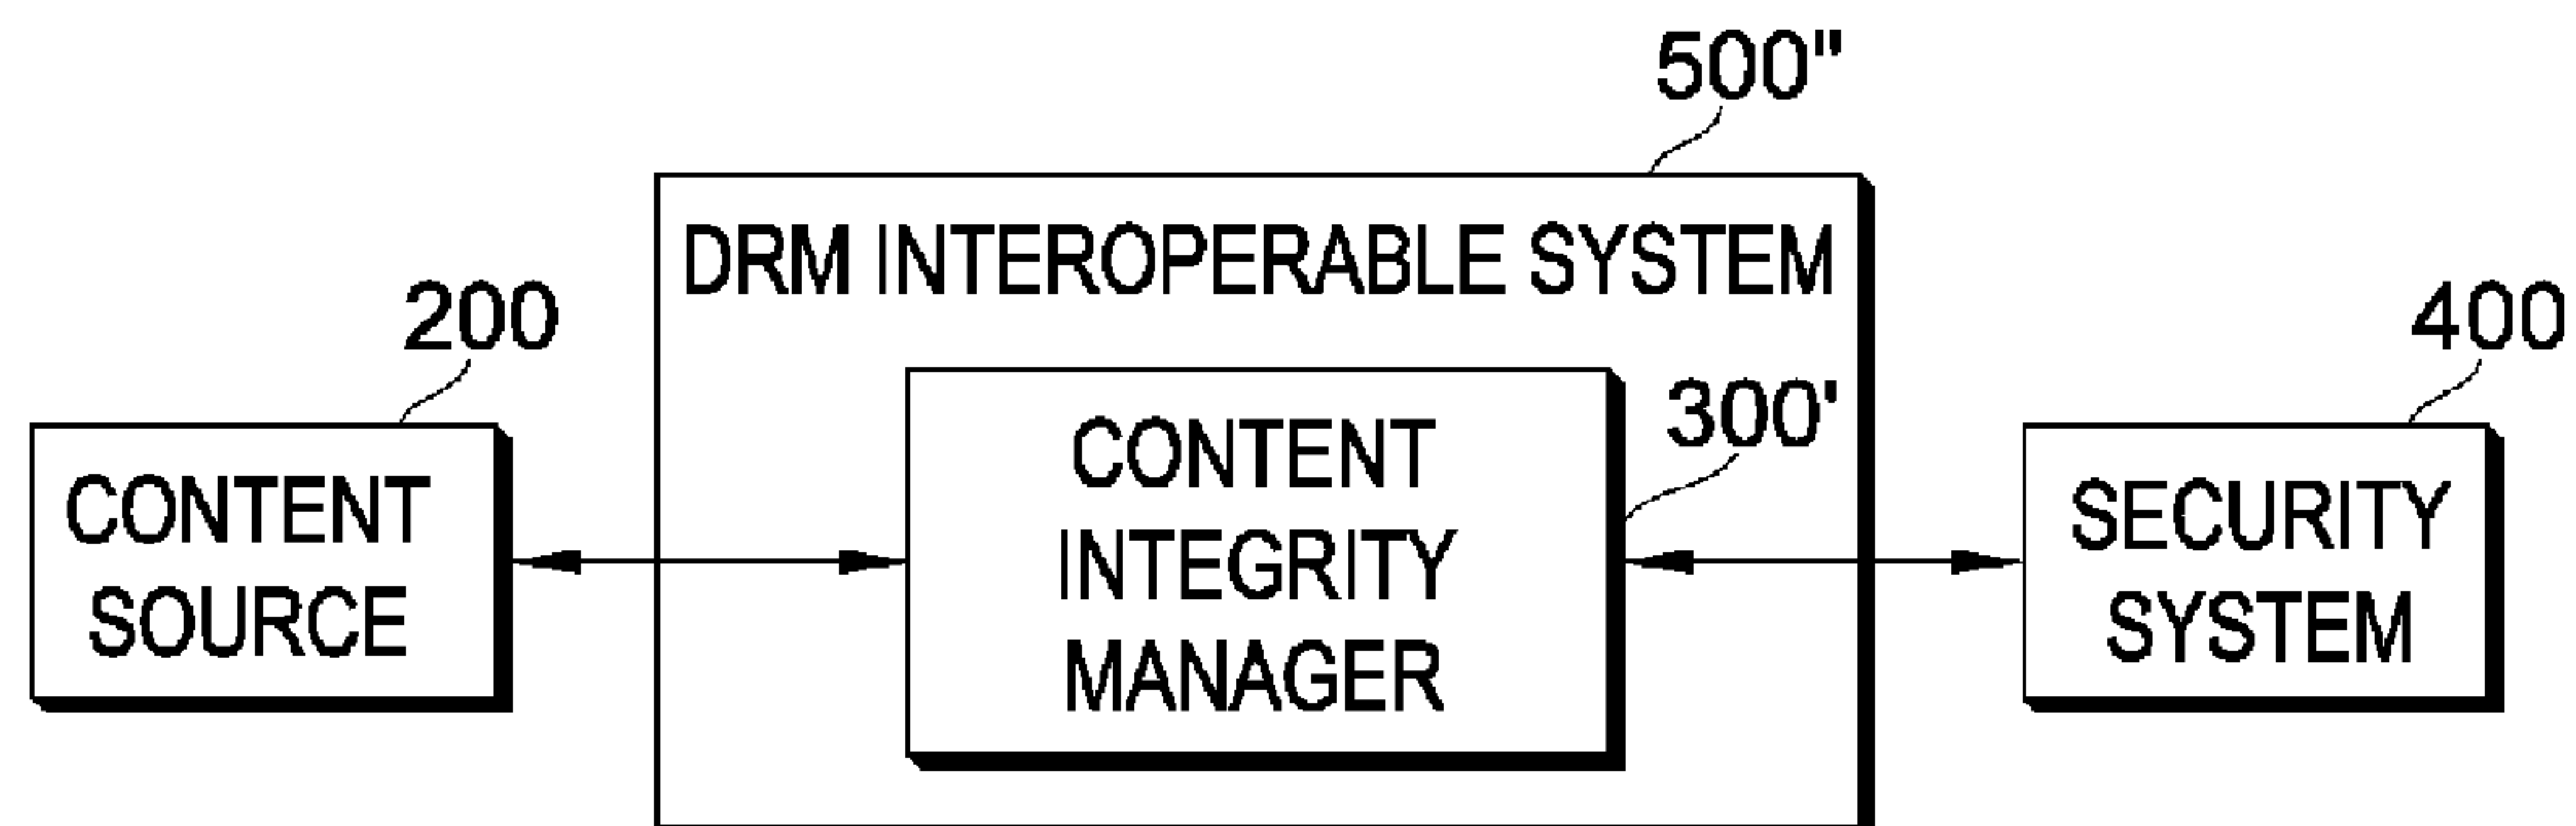 500"
DRM INTEROPERABLE SYSTEM
200
400
300'
CONTENT
SOURCE
CONTENT
INTEGRITY
MANAGER
SECURITY
SYSTEM